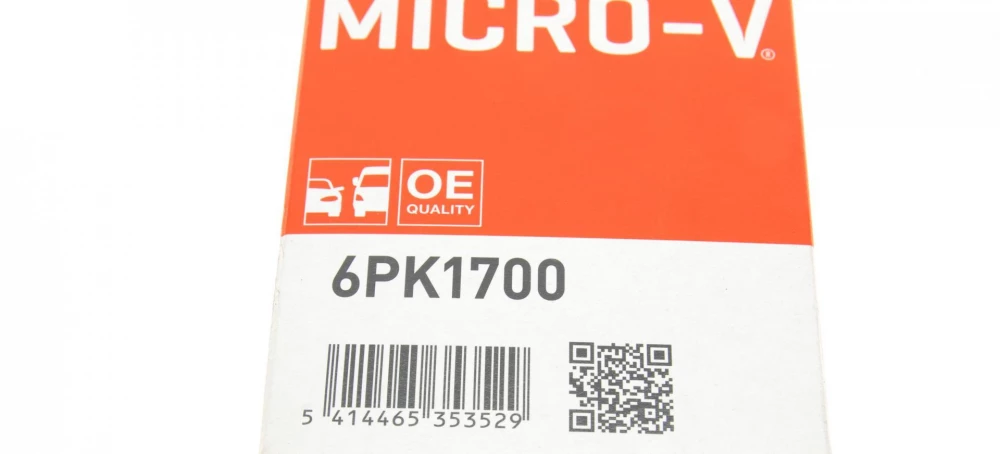 MICRO-V®
OE
QUALITY
6PK1700
5 414465 353529